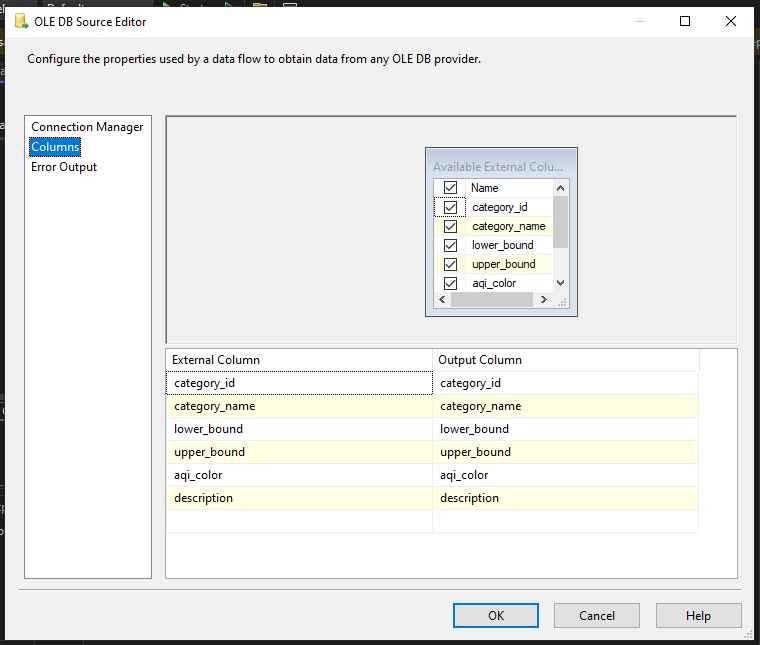 OLE DB Source Editor
Configure the properties used by a data flow to obtain data from any OLE DB provider.
Connection Manager
Columns
Error Output
Available External Colu...
Name
category_id
category_name
lower_bound
upper_bound
aqi_color
External Column Output Column
category_id category_id
category_name category_name
lower_bound lower_bound
upper_bound upper_bound
aqi_color aqi_color
description description
OK Cancel Help